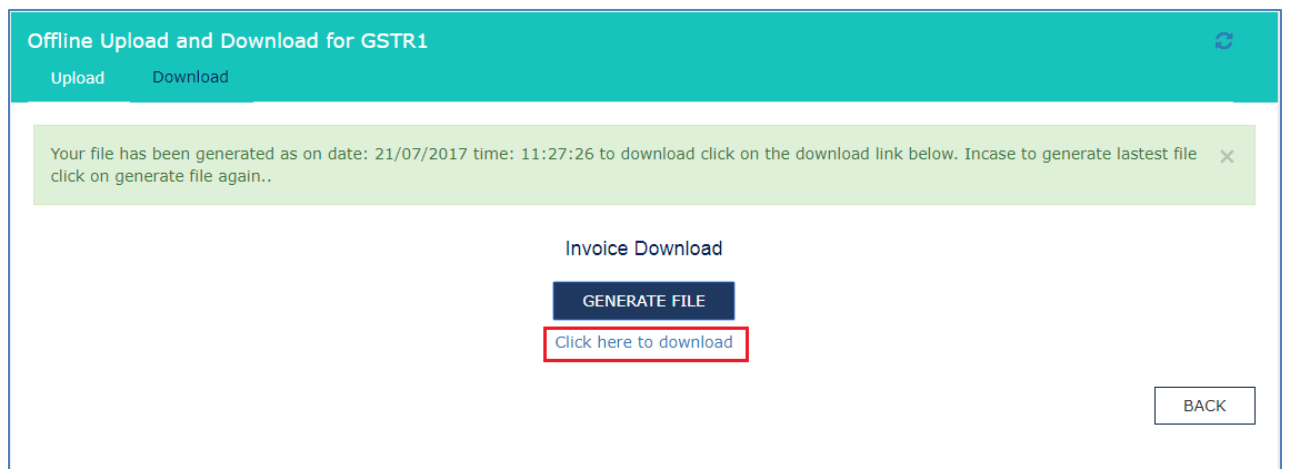 Offline Upload and Download for GSTR1
Upload Download
Your file has been generated as on date: 21/07/2017 time: 11:27:26 to download click on the download link below. Incase to generate lastest file
click on generate file again..
Invoice Download
GENERATE FILE
Click here to download
BACK